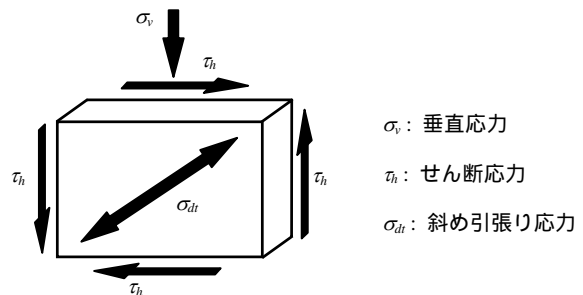 σv
τh
τh
σdt
τh
τh
σv : 垂直応力
τh : せん断応力
σdt : 斜め引張り応力